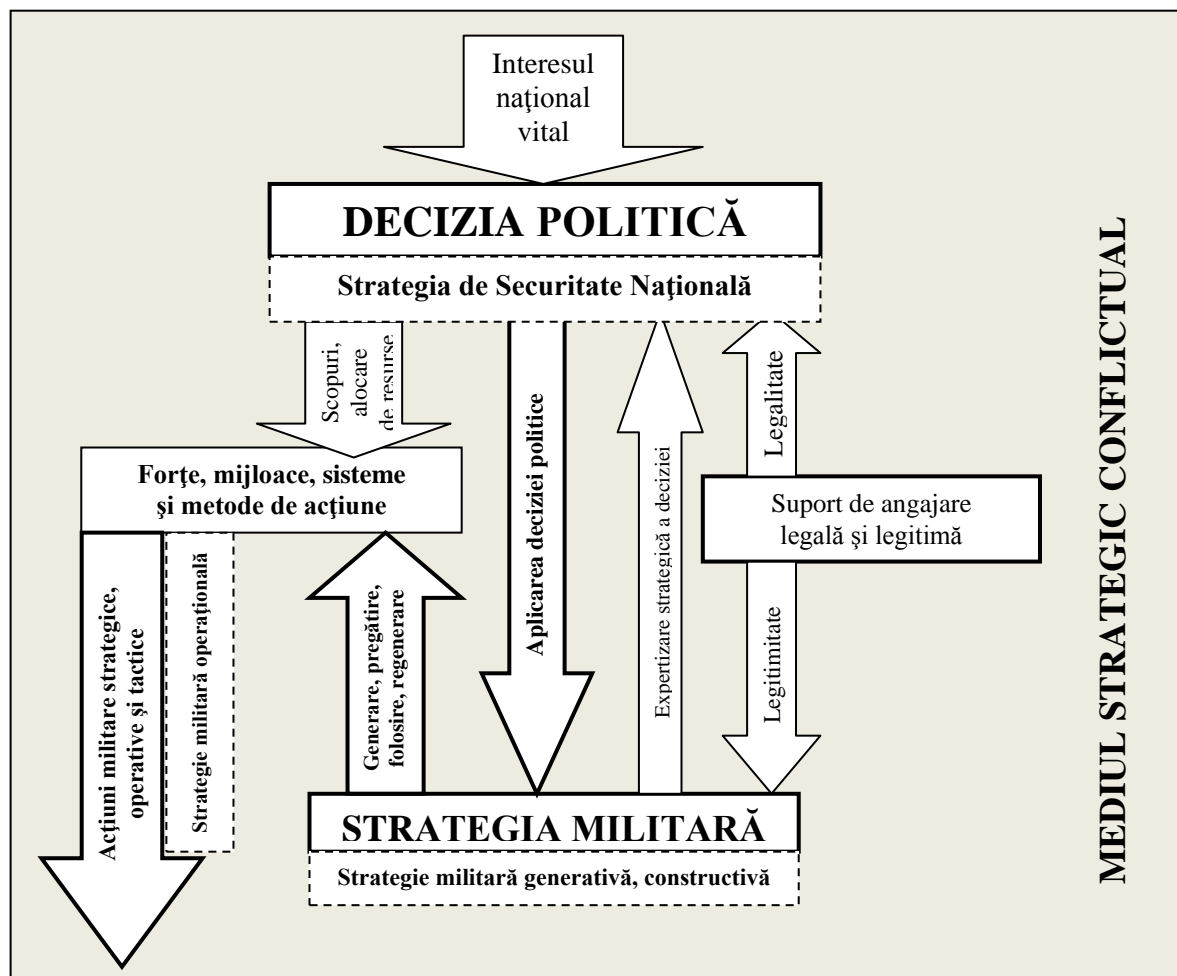 Interesul
naţional
vital
DECIZIA POLITICĂ
Strategia de Securitate Naţională
Scopuri,
alocare
de resurse
Aplicarea deciziei politice
Expertizare strategică a deciziei
Legalitate
Forţe, mijloace, sisteme
şi metode de acţiune
Suport de angajare
legală şi legitimă
Legitimitate
Acţiuni militare strategice,
operative şi tactice
Strategie militară operaţională
Generare, pregătire,
folosire, regenerare
STRATEGIA MILITARĂ
Strategie militară generativă, constructivă
MEDIUL STRATEGIC CONFLICTUAL